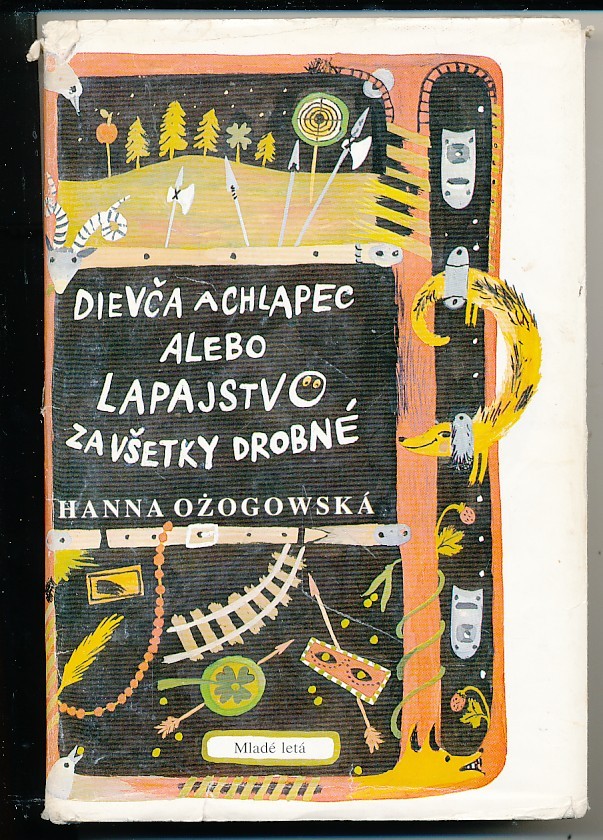 DIEVČA A CHLAPEC
ALEBO
LAPAJSTVO
ZA VŠETKY DROBNÉ
HANNA OŻOGOWSKÁ
Mladé letá